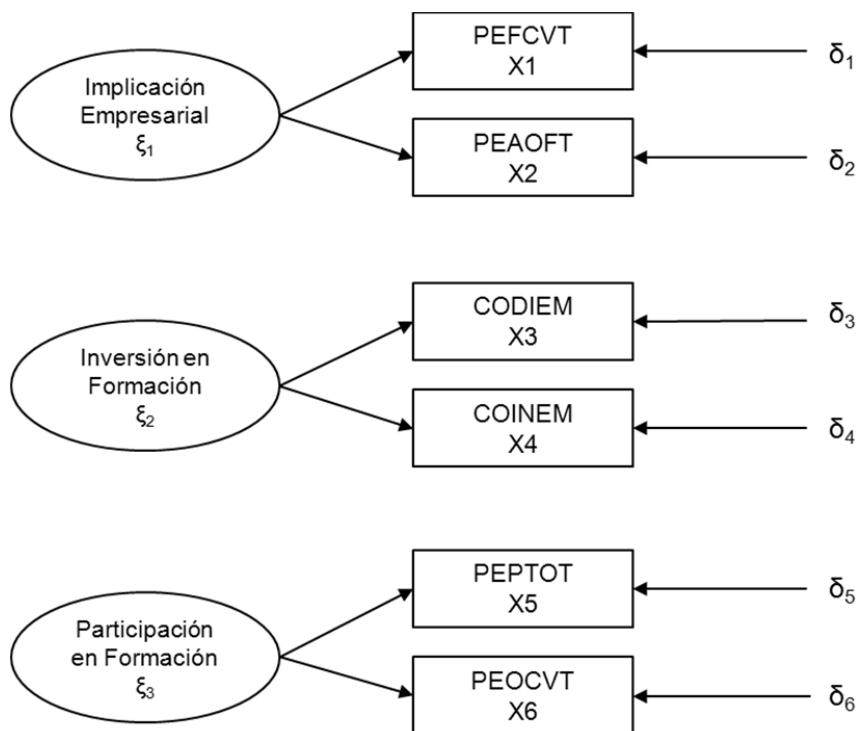 Implicación
Empresarial
ξ₁
PEFCVT
X1
δ₁
PEAOFT
X2
δ₂
Inversión en
Formación
ξ₂
CODIEM
X3
δ₃
COINEM
X4
δ₄
Participación
en Formación
ξ₃
PEPTOT
X5
δ₅
PEOCVT
X6
δ₆